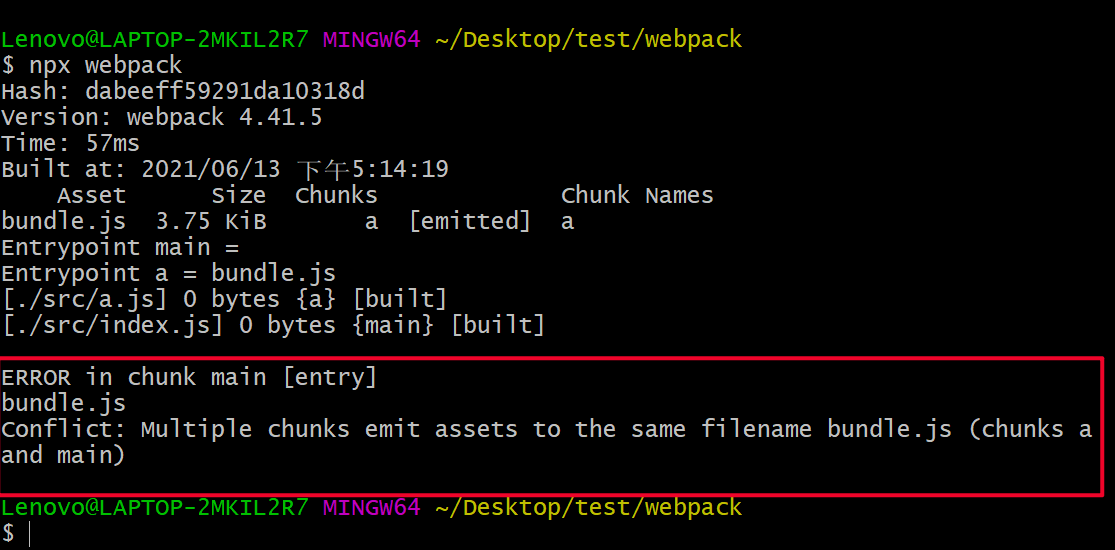 Lenovo@LAPTOP-2MKIL2R7 MINGW64 ~/Desktop/test/webpack
$ npx webpack
Hash: dabeeff59291da10318d
Version: webpack 4.41.5
Time: 57ms
Built at: 2021/06/13 下午5:14:19
    Asset      Size  Chunks             Chunk Names
bundle.js  3.75 KiB       a  [emitted]  a
Entrypoint main =
Entrypoint a = bundle.js
[./src/a.js] 0 bytes {a} [built]
[./src/index.js] 0 bytes {main} [built]
ERROR in chunk main [entry]
bundle.js
Conflict: Multiple chunks emit assets to the same filename bundle.js (chunks a
and main)
Lenovo@LAPTOP-2MKIL2R7 MINGW64 ~/Desktop/test/webpack
$